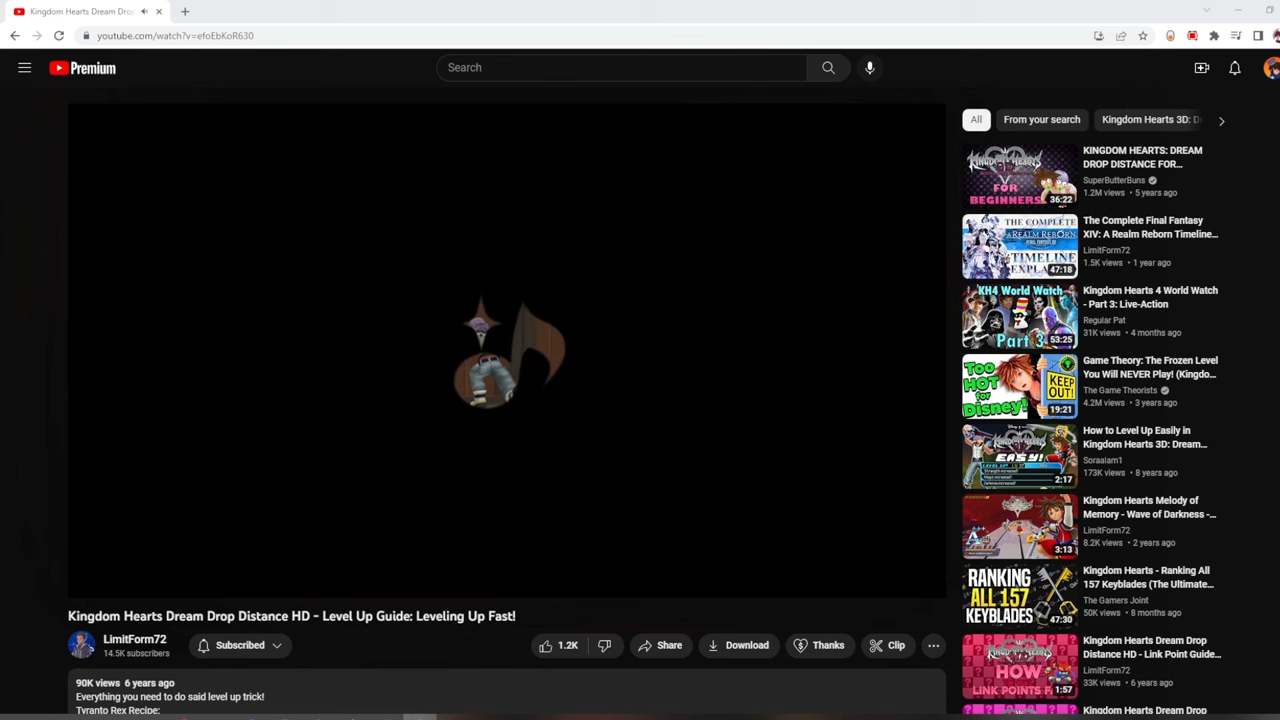 Kingdom Hearts Dream Dro
youtube.com/watch?v=efoEbKoR630
Premium
Search
All
From your search
Kingdom Hearts 3D: D
KINGDOM HEARTS: DREAM
DROP DISTANCE FOR...
SuperButterBuns
1.2M views • 5 years ago
FOR
BEGINNERS
36:22
The Complete Final Fantasy
XIV: A Realm Reborn Timeline...
LimitForm72
1.5K views • 1 year ago
THE COMPLETE
A REALM REBORN
TIMELINE
EXPLA
47:18
Kingdom Hearts 4 World Watch
- Part 3: Live-Action
Regular Pat
31K views • 4 months ago
KH4 World Watch
Part 3
53:25
Game Theory: The Frozen Level
You Will NEVER Play! (Kingdo...
The Game Theorists
4.2M views • 3 years ago
Too
HOT
for
Disney!
KEEP
OUT!
19:21
How to Level Up Easily in
Kingdom Hearts 3D: Dream...
Soraalam1
173K views • 8 years ago
EASY!
2:17
Kingdom Hearts Melody of
Memory - Wave of Darkness -...
LimitForm72
8.2K views • 2 years ago
3:13
Kingdom Hearts - Ranking All
157 Keyblades (The Ultimate...
The Gamers Joint
50K views • 8 months ago
RANKING
ALL 157
KEYBLADES
47:30
Kingdom Hearts Dream Drop
Distance HD - Link Point Guide...
LimitForm72
33K views • 6 years ago
HOW
LINK POINTS FA
1:57
Kingdom Hearts Dream Drop
Kingdom Hearts Dream Drop Distance HD - Level Up Guide: Leveling Up Fast!
LimitForm72
14.5K subscribers
Subscribed
1.2K
Share
Download
Thanks
Clip
90K views 6 years ago
Everything you need to do said level up trick!
Tyranto Rex Recipe: